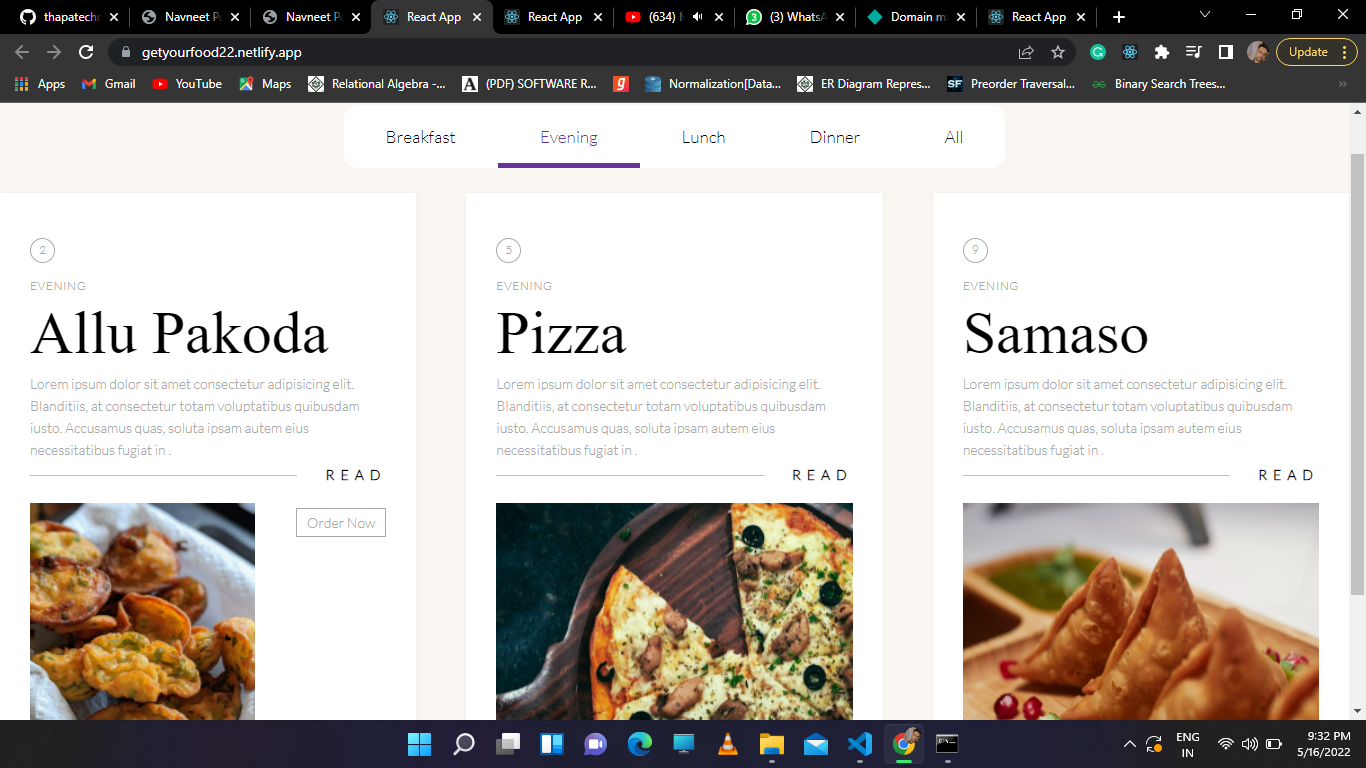 thapatechn
Navneet Po
Navneet Po
React App
React App
(634) M
(3) WhatsA
Domain ma
React App
getyourfood22.netlify.app
Update
Apps
Gmail
YouTube
Maps
Relational Algebra -...
(PDF) SOFTWARE R...
Normalization[Data...
ER Diagram Repres...
Preorder Traversal...
Binary Search Trees...
Breakfast
Evening
Lunch
Dinner
All
2
EVENING
Allu Pakoda
Lorem ipsum dolor sit amet consectetur adipisicing elit.
Blanditiis, at consectetur totam voluptatibus quibusdam
iusto. Accusamus quas, soluta ipsam autem eius
necessitatibus fugiat in .
READ
Order Now
5
EVENING
Pizza
Lorem ipsum dolor sit amet consectetur adipisicing elit.
Blanditiis, at consectetur totam voluptatibus quibusdam
iusto. Accusamus quas, soluta ipsam autem eius
necessitatibus fugiat in .
READ
9
EVENING
Samaso
Lorem ipsum dolor sit amet consectetur adipisicing elit.
Blanditiis, at consectetur totam voluptatibus quibusdam
iusto. Accusamus quas, soluta ipsam autem eius
necessitatibus fugiat in .
READ
ENG
IN
9:32 PM
5/16/2022